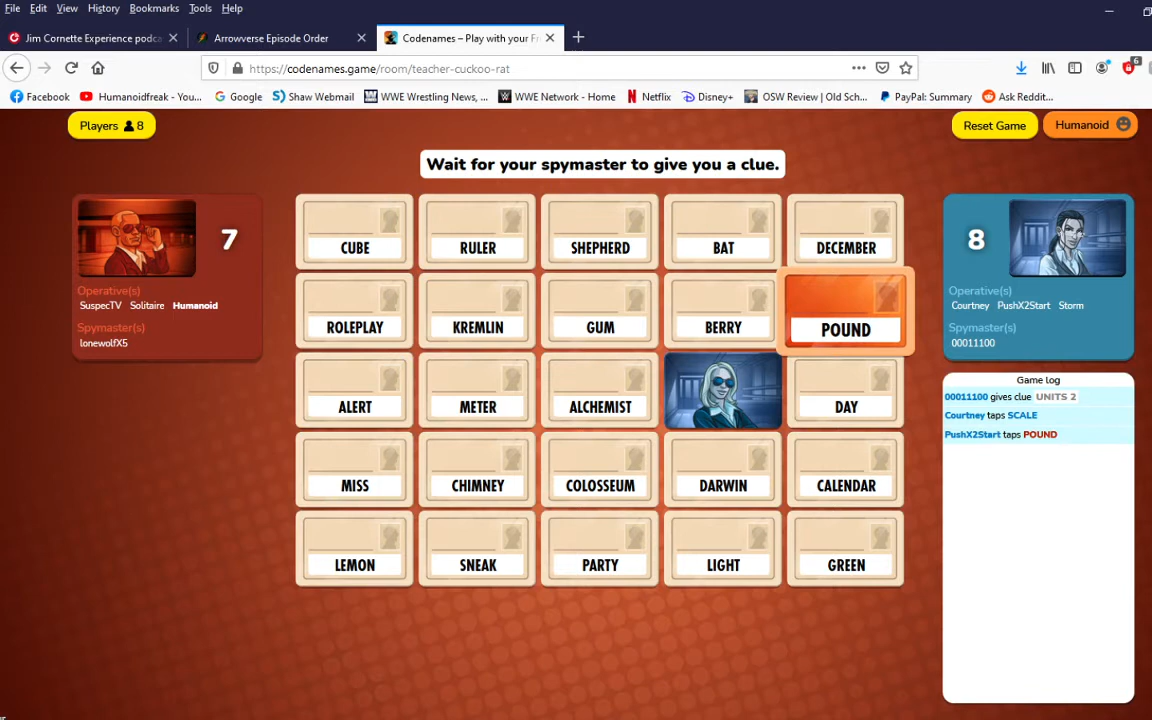 File Edit View History Bookmarks Tools Help
Jim Cornette Experience podca
Arrowverse Episode Order
Codenames – Play with your Fr
https://codenames.game/room/teacher-cuckoo-rat
6
Facebook
Humanoidfreak - You...
Google
Shaw Webmail
WWE Wrestling News, ...
WWE Network - Home
Netflix
Disney+
OSW Review | Old Sch...
PayPal: Summary
Ask Reddit...
Players 8
Reset Game
Humanoid
Wait for your spymaster to give you a clue.
7
Operative(s)
SuspecTV Solitaire Humanoid
Spymaster(s)
lonewolfX5
CUBE RULER SHEPHERD BAT DECEMBER
ROLEPLAY KREMLIN GUM BERRY POUND
ALERT METER ALCHEMIST DAY
MISS CHIMNEY COLOSSEUM DARWIN CALENDAR
LEMON SNEAK PARTY LIGHT GREEN
8
Operative(s)
Courtney PushX2Start Storm
Spymaster(s)
00011100
Game log
00011100 gives clue UNITS 2
Courtney taps SCALE
PushX2Start taps POUND